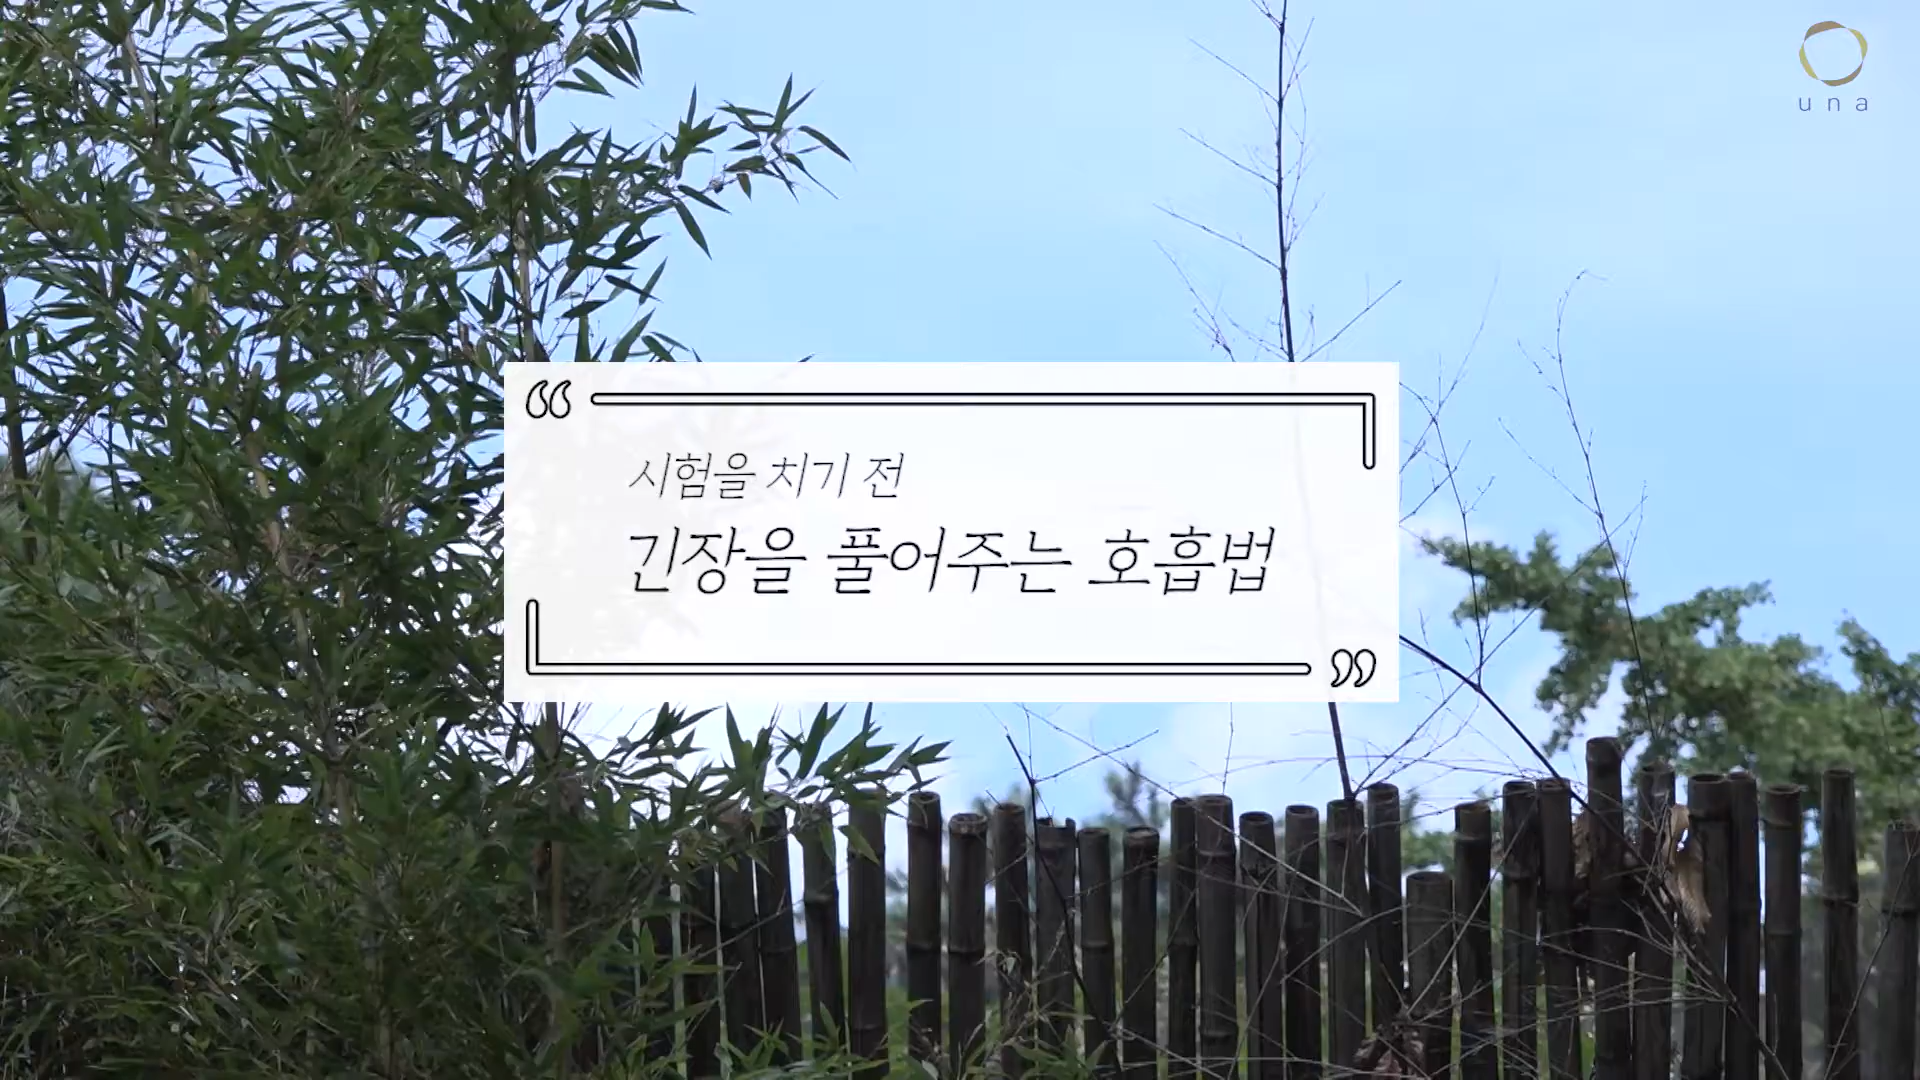 una
“
시험을 치기 전
긴장을 풀어주는 호흡법
”